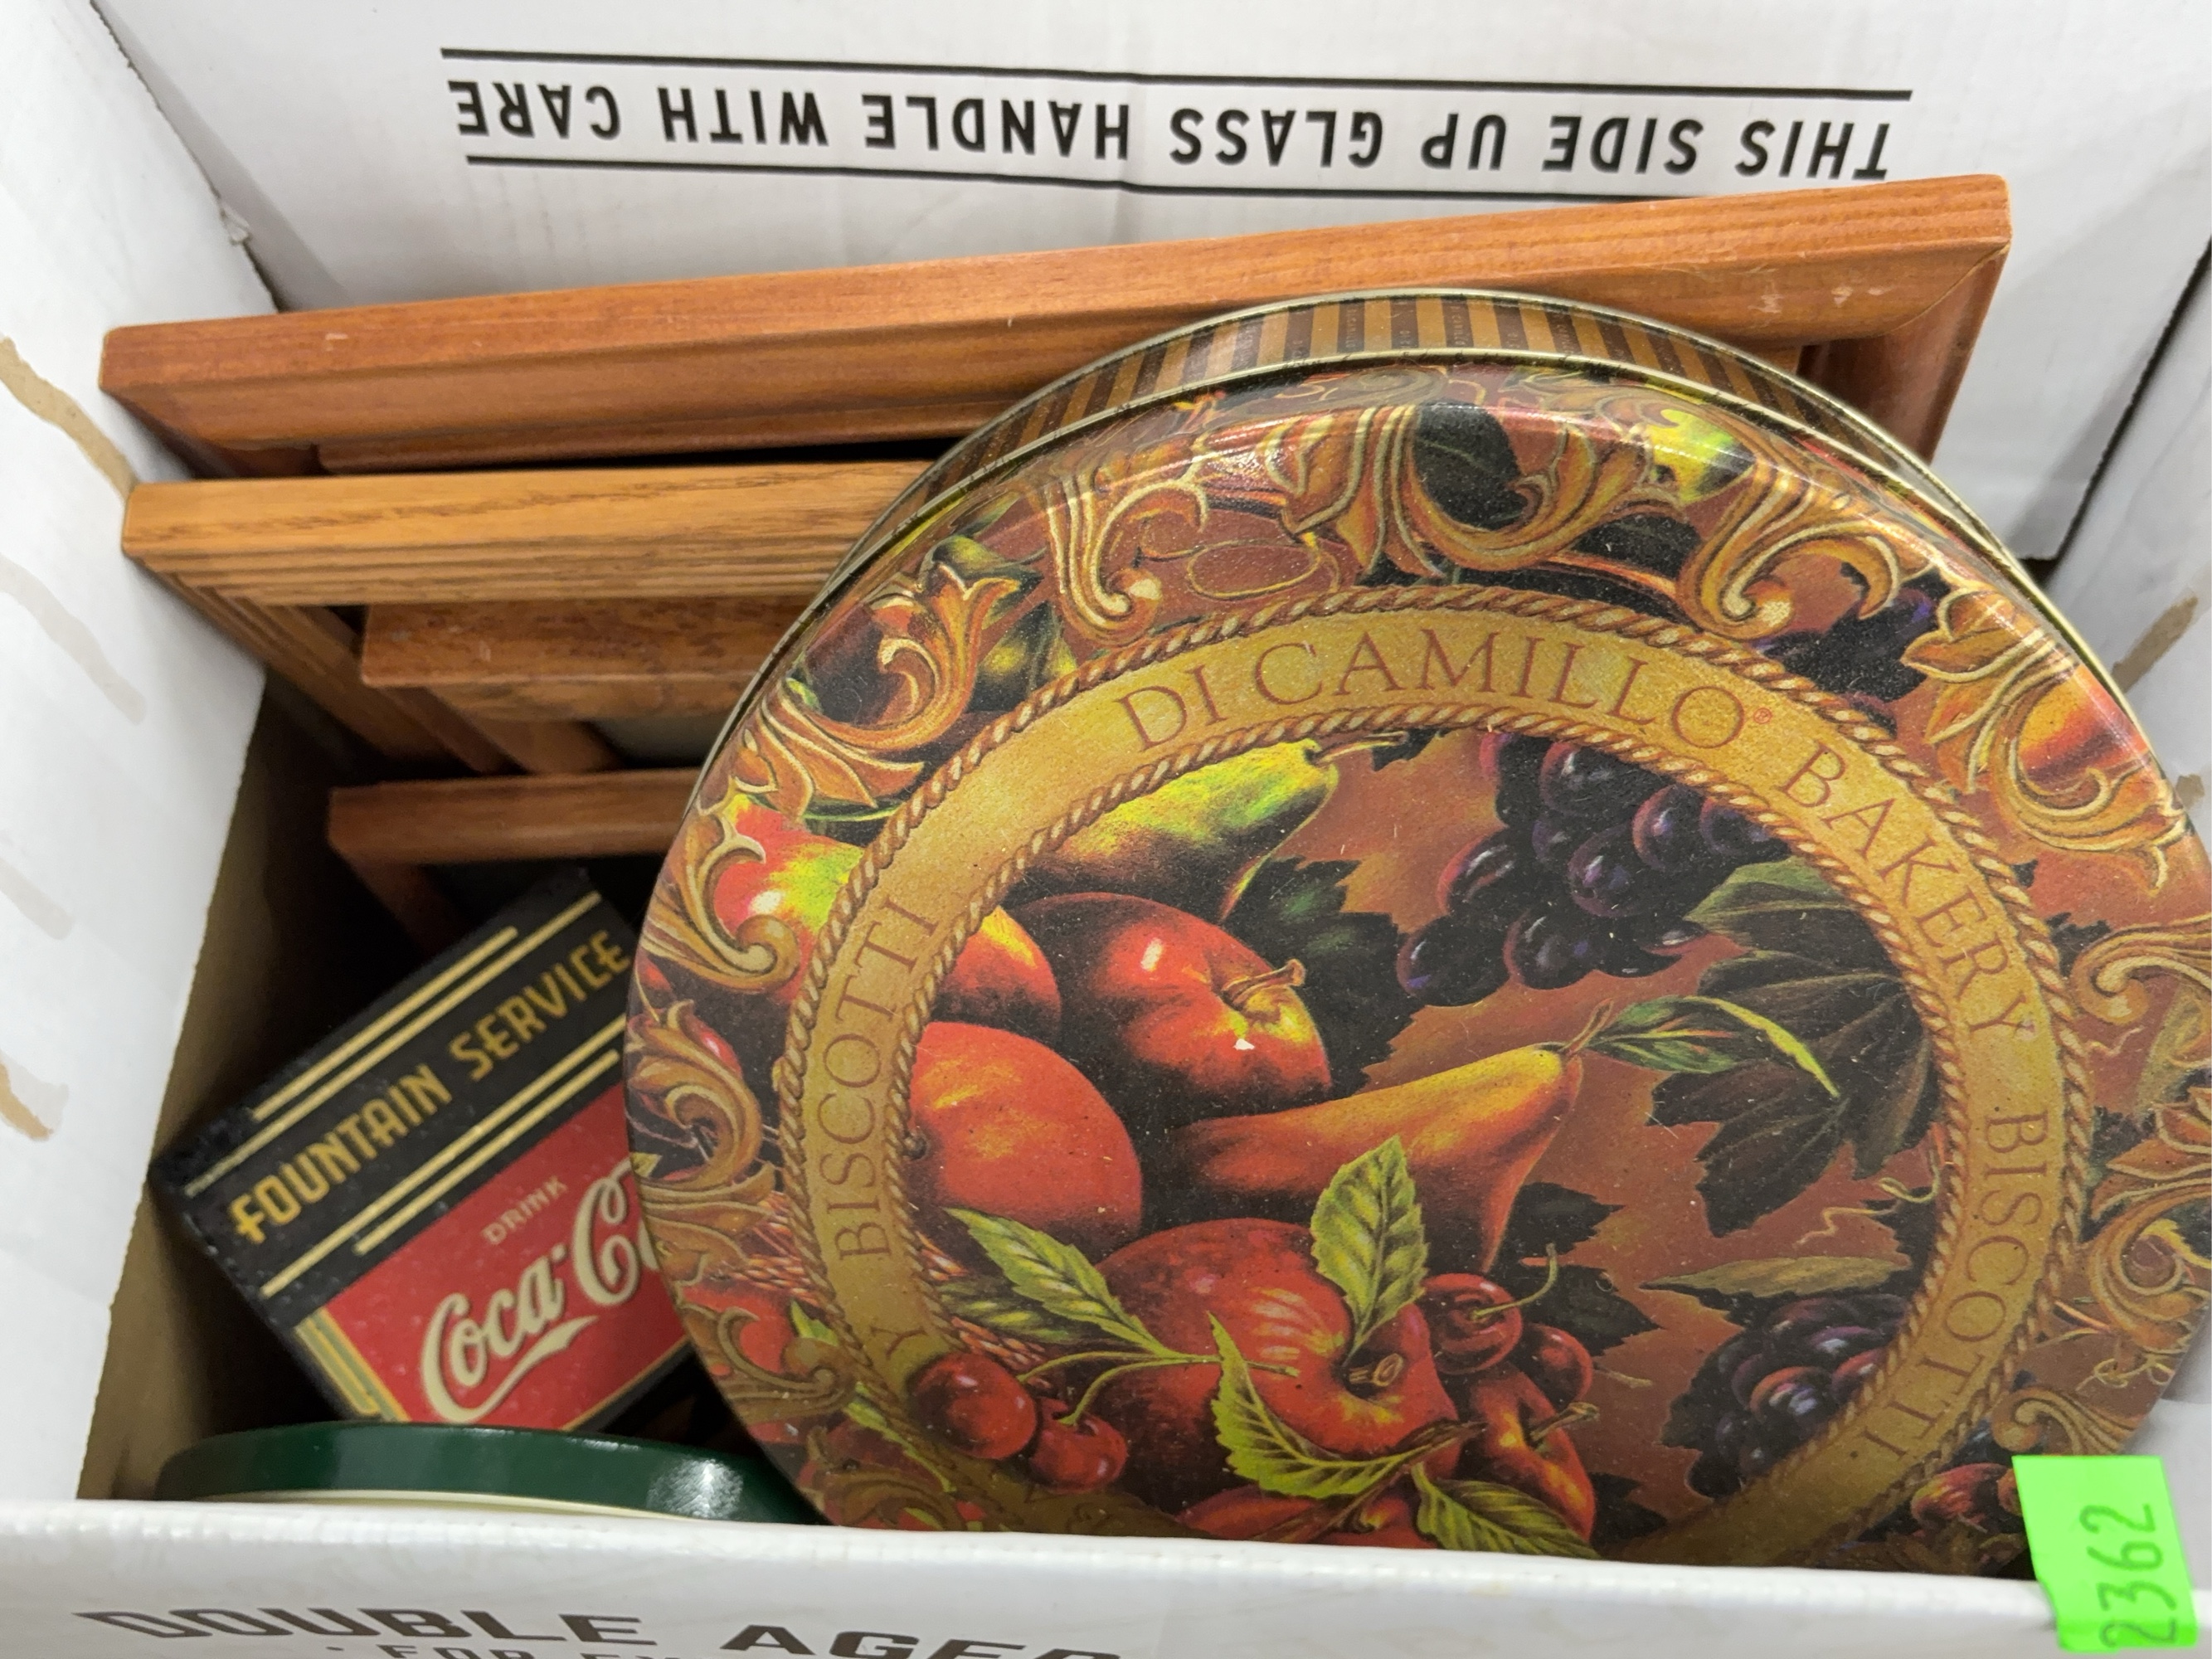 THIS SIDE UP GLASS HANDLE WITH CARE
BISCOTTI DI CAMILLO® BAKERY BISCOTTI
FOUNTAIN SERVICE
DRINK
Coca-Co
DOUBLE AGED
2362